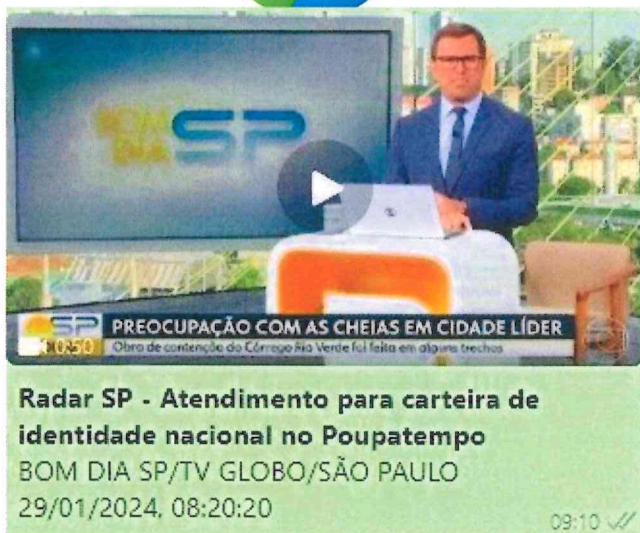 BOM
DIA SP
SP PREOCUPAÇÃO COM AS CHEIAS EM CIDADE LÍDER
Obra de contenção do Córrego Rio Verde foi feita em alguns trechos
Radar SP - Atendimento para carteira de
identidade nacional no Poupatempo
BOM DIA SP/TV GLOBO/SÃO PAULO
29/01/2024, 08:20:20
09:10